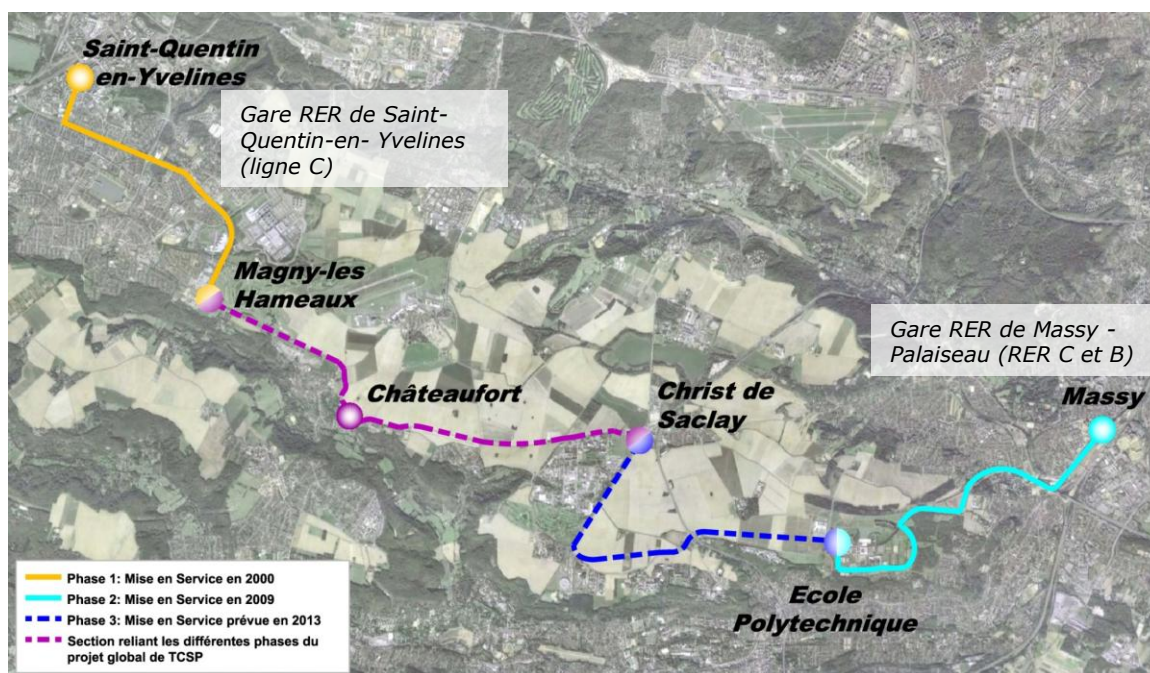 Saint-Quentin
en-Yvelines
Gare RER de Saint-
Quentin-en- Yvelines
(ligne C)
Magny-les
Hameaux
Gare RER de Massy -
Palaiseau (RER C et B)
Châteaufort
Christ de
Saclay
Massy
Ecole
Polytechnique
Phase 1: Mise en Service en 2000
Phase 2: Mise en Service en 2009
Phase 3: Mise en Service prévue en 2013
Section reliant les différentes phases du
projet global de TCSP